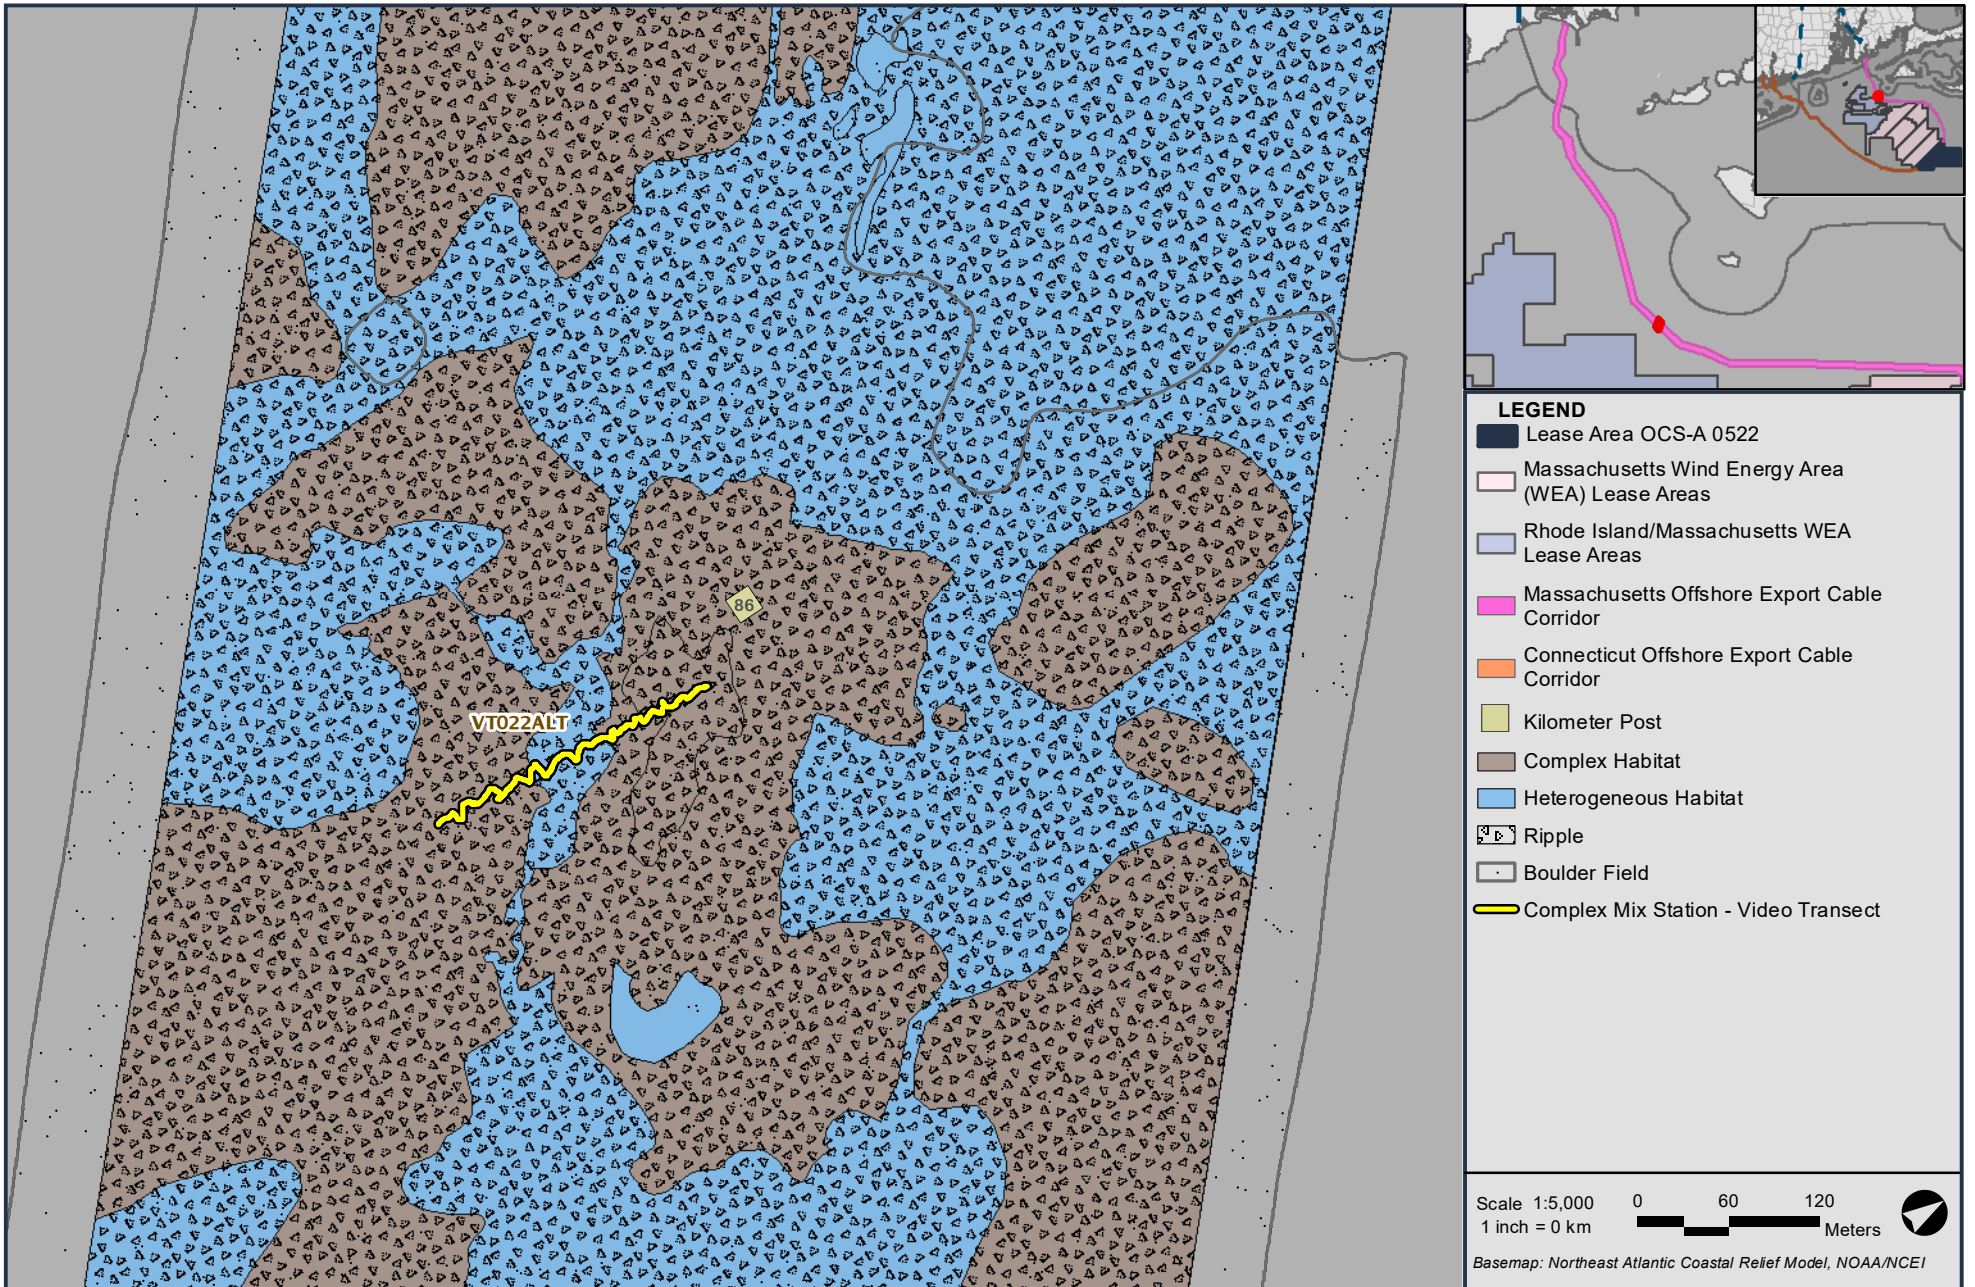 86
VT022ALT
LEGEND
Lease Area OCS-A 0522
Massachusetts Wind Energy Area
(WEA) Lease Areas
Rhode Island/Massachusetts WEA
Lease Areas
Massachusetts Offshore Export Cable
Corridor
Connecticut Offshore Export Cable
Corridor
Kilometer Post
Complex Habitat
Heterogeneous Habitat
Ripple
Boulder Field
Complex Mix Station - Video Transect
Scale 1:5,000
1 inch = 0 km
0 60 120
Meters
Basemap: Northeast Atlantic Coastal Relief Model, NOAA/NCEI